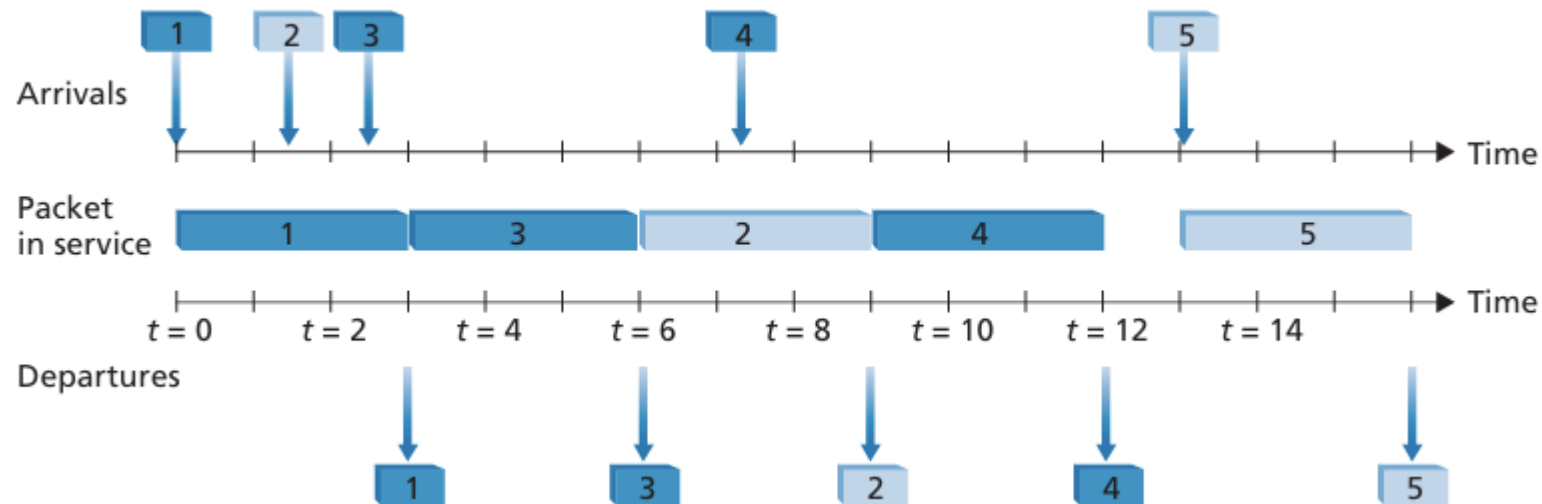 1 2 3 4 5
Arrivals
Time
Packet
in service
1 3 2 4 5
Time
t = 0 t = 2 t = 4 t = 6 t = 8 t = 10 t = 12 t = 14
Departures
1 3 2 4 5